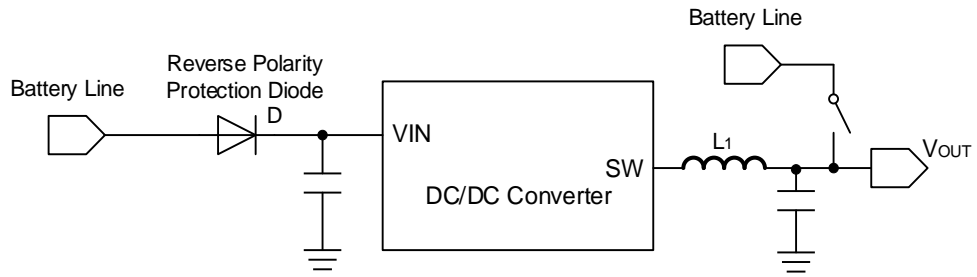 Battery Line
Reverse Polarity
Protection Diode
D
Battery Line
VIN
SW
DC/DC Converter
L1
VOUT